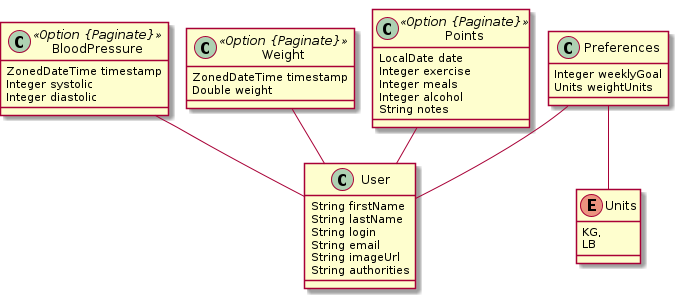 C «Option {Paginate}»
BloodPressure
ZonedDateTime timestamp
Integer systolic
Integer diastolic
C «Option {Paginate}»
Weight
ZonedDateTime timestamp
Double weight
C «Option {Paginate}»
Points
LocalDate date
Integer exercise
Integer meals
Integer alcohol
String notes
C Preferences
Integer weeklyGoal
Units weightUnits
C User
String firstName
String lastName
String login
String email
String imageUrl
String authorities
E Units
KG,
LB